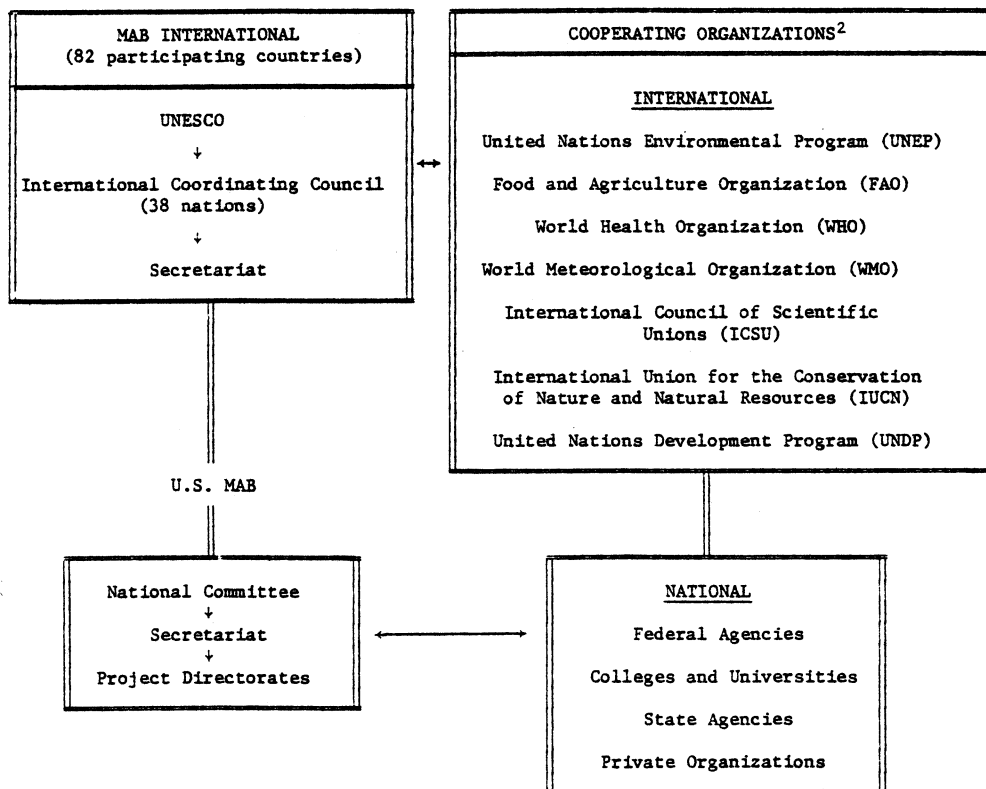 MAB INTERNATIONAL
(82 participating countries)
UNESCO
↓
International Coordinating Council
(38 nations)
↓
Secretariat
COOPERATING ORGANIZATIONS²
INTERNATIONAL
United Nations Environmental Program (UNEP)
Food and Agriculture Organization (FAO)
World Health Organization (WHO)
World Meteorological Organization (WMO)
International Council of Scientific
Unions (ICSU)
International Union for the Conservation
of Nature and Natural Resources (IUCN)
United Nations Development Program (UNDP)
U.S. MAB
National Committee
↓
Secretariat
↓
Project Directorates
NATIONAL
Federal Agencies
Colleges and Universities
State Agencies
Private Organizations